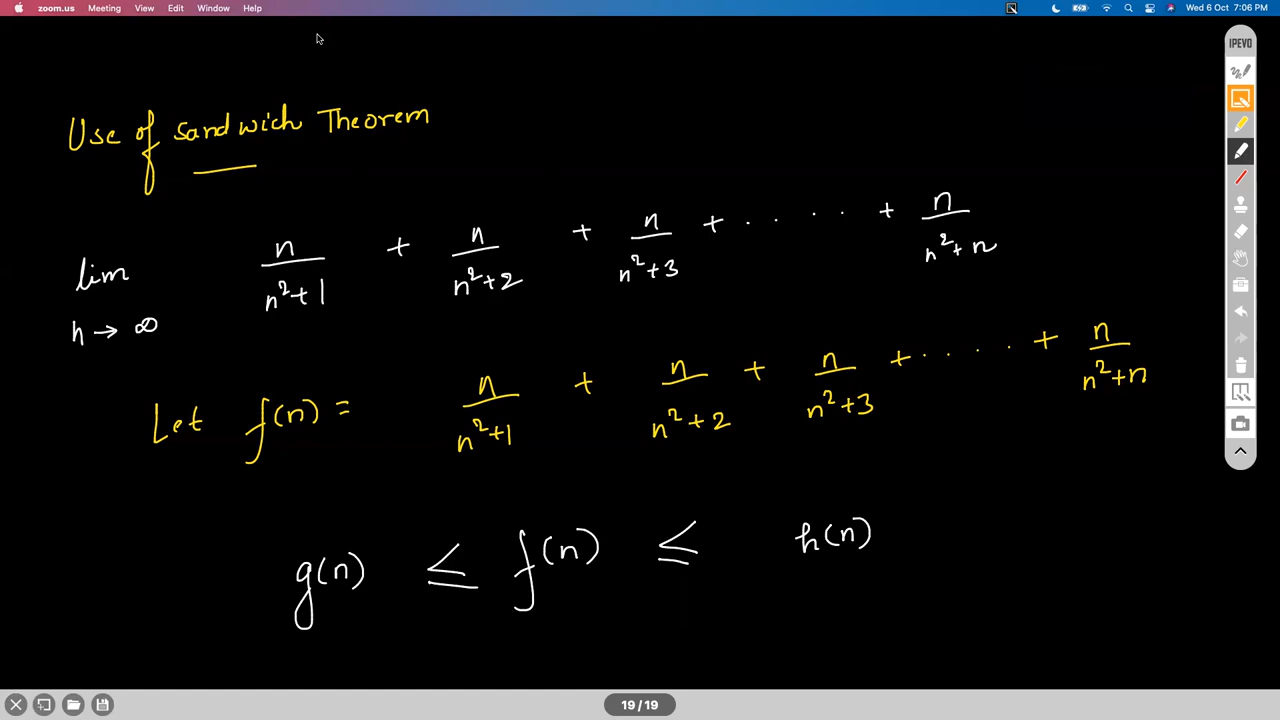 zoom.us Meeting View Edit Window Help Wed 6 Oct 7:06 PM
IPEVO
Use of sandwich Theorem
lim n→∞ n/(n²+1) + n/(n²+2) + n/(n²+3) + ..... + n/(n²+n)
Let f(n) = n/(n²+1) + n/(n²+2) + n/(n²+3) + ..... + n/(n²+n)
g(n) ≤ f(n) ≤ h(n)
19/19